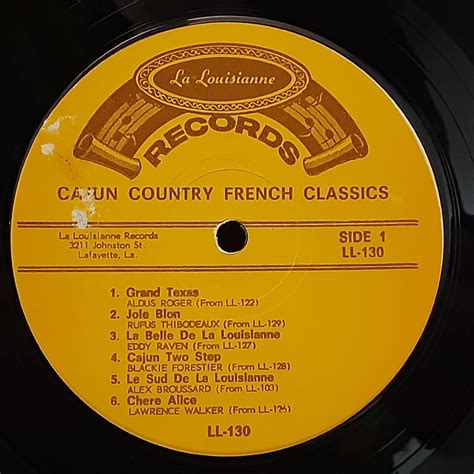 La Louisianne
RECORDS
CAJUN COUNTRY FRENCH CLASSICS
La Louisianne Records
3211 Johnston St.
Lafayette, La.
SIDE 1
LL-130
1. Grand Texas
ALDUS ROGER (From LL-122)
2. Jole Blon
RUFUS THIBODEAUX (From LL-129)
3. La Belle De La Louisianne
EDDY RAVEN (From LL-127)
4. Cajun Two Step
BLACKIE FORESTIER (From LL-128)
5. Le Sud De La Louisianne
ALEX BROUSSARD (From LL-103)
6. Chere Alice
LAWRENCE WALKER (From LL-126)
LL-130